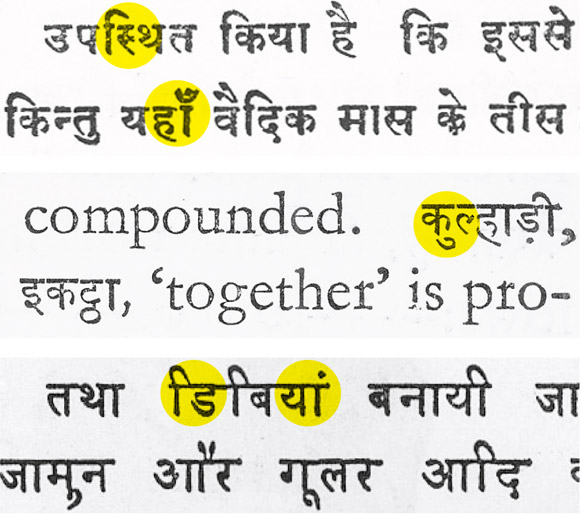 उपस्थित किया है कि इससे
किन्तु यहाँ वैदिक मास के तीस
compounded. कुल्हाड़ी,
इकट्ठा, ‘together’ is pro-
तथा डिबियां बनायी जा
जामुन और गूलर आदि